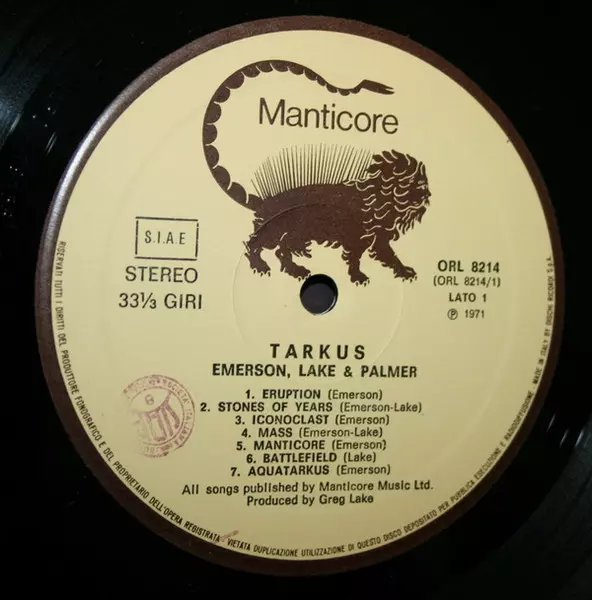 Manticore
S.I.A.E
STEREO
33⅓ GIRI
ORL 8214
(ORL 8214/1)
LATO 1
℗ 1971
TARKUS
EMERSON, LAKE & PALMER
1. ERUPTION (Emerson)
2. STONES OF YEARS (Emerson-Lake)
3. ICONOCLAST (Emerson)
4. MASS (Emerson-Lake)
5. MANTICORE (Emerson)
6. BATTLEFIELD (Lake)
7. AQUATARKUS (Emerson)
All songs published by Manticore Music Ltd.
Produced by Greg Lake
RISERVATI TUTTI I DIRITTI DEL PRODUTTORE FONOGRAFICO E DEL PROPRIETARIO DELL'OPERA REGISTRATA VIETATA DUPLICAZIONE UTILIZZAZIONE DI QUESTO DISCO DEPOSITATO PER PUBBLICA ESECUZIONE E RADIODIFFUSIONE
MADE IN ITALY BY DISCHI RICORDI S.P.A.